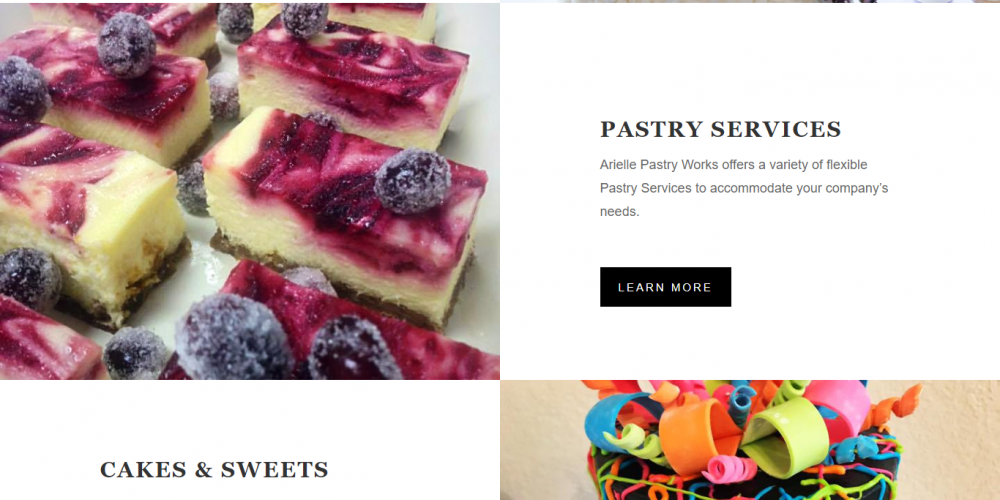 PASTRY SERVICES
Arielle Pastry Works offers a variety of flexible
Pastry Services to accommodate your company’s
needs.
LEARN MORE
CAKES & SWEETS